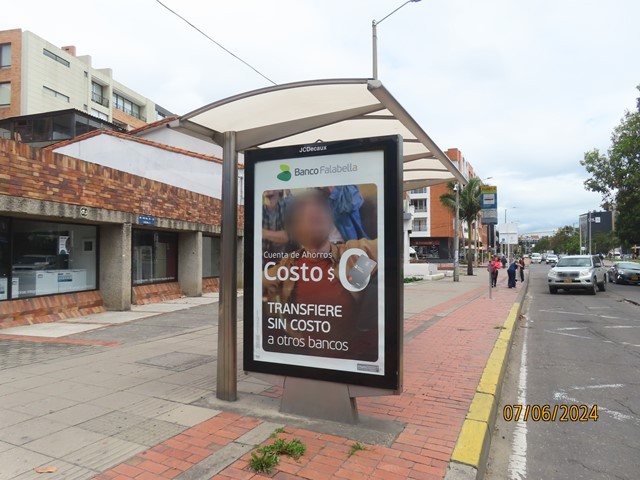 JCDecaux
Banco Falabella
Cuenta de Ahorros
Costo $0
TRANSFIERE
SIN COSTO
a otros bancos
07/06/2024